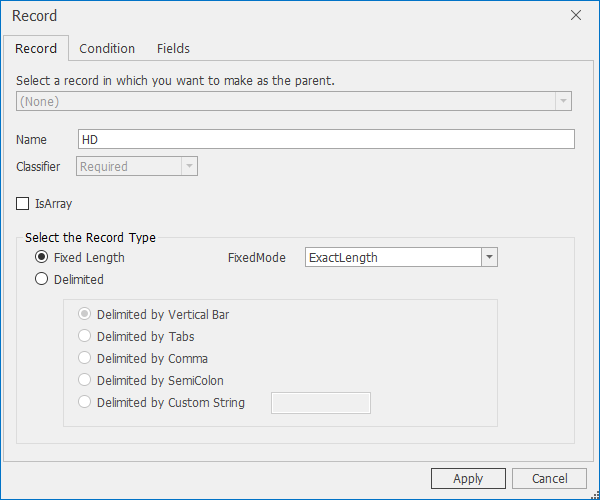 Record
Record Condition Fields
Select a record in which you want to make as the parent.
(None)
Name HD
Classifier Required
IsArray
Select the Record Type
Fixed Length FixedMode ExactLength
Delimited
Delimited by Vertical Bar
Delimited by Tabs
Delimited by Comma
Delimited by SemiColon
Delimited by Custom String
Apply Cancel